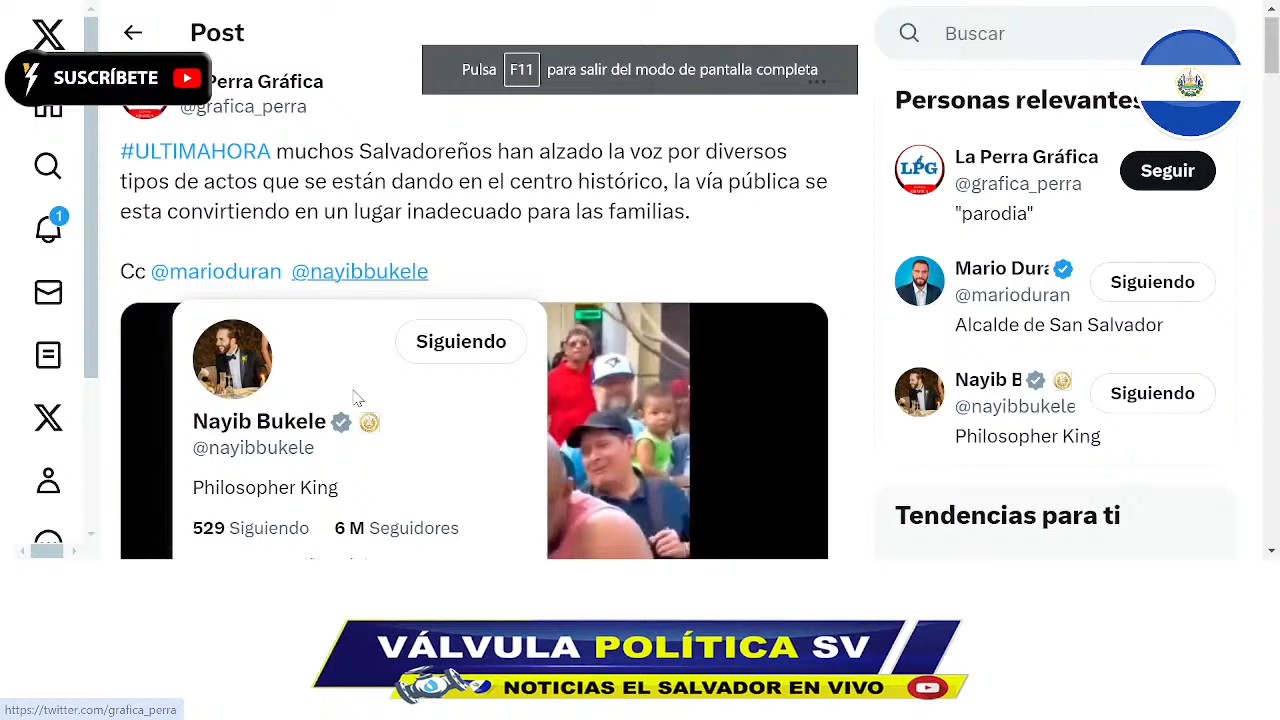 Post
Buscar
Pulsa F11 para salir del modo de pantalla completa
SUSCRÍBETE
Perra Gráfica
@grafica_perra
#ULTIMAHORA muchos Salvadoreños han alzado la voz por diversos
tipos de actos que se están dando en el centro histórico, la vía pública se
esta convirtiendo en un lugar inadecuado para las familias.
Cc @marioduran @nayibbukele
Siguiendo
Nayib Bukele
@nayibbukele
Philosopher King
529 Siguiendo 6 M Seguidores
Personas relevantes
LPG
La Perra Gráfica
@grafica_perra
"parodia"
Seguir
Mario Dura
@marioduran
Alcalde de San Salvador
Siguiendo
Nayib B
@nayibbukele
Philosopher King
Siguiendo
Tendencias para ti
1
VÁLVULA POLÍTICA SV
NOTICIAS EL SALVADOR EN VIVO
https://twitter.com/grafica_perra